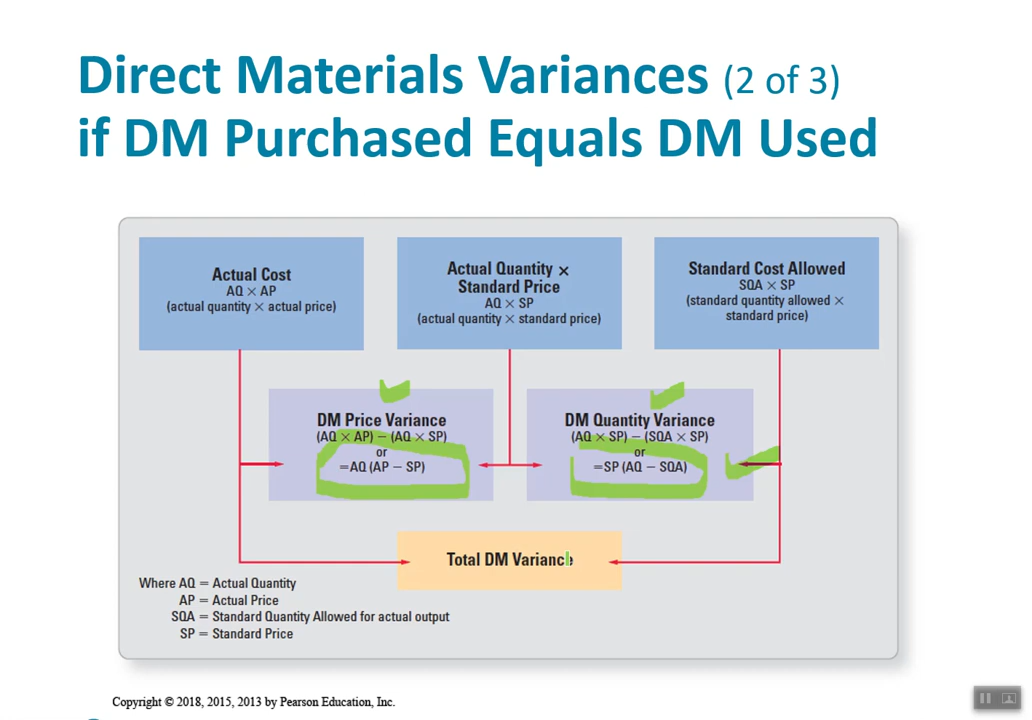 Direct Materials Variances (2 of 3)
if DM Purchased Equals DM Used
Actual Cost
AQ × AP
(actual quantity × actual price)
Actual Quantity ×
Standard Price
AQ × SP
(actual quantity × standard price)
Standard Cost Allowed
SQA × SP
(standard quantity allowed ×
standard price)
DM Price Variance
(AQ × AP) − (AQ × SP)
or
=AQ (AP − SP)
DM Quantity Variance
(AQ × SP) − (SQA × SP)
or
=SP (AQ − SQA)
Total DM Variance
Where AQ = Actual Quantity
AP = Actual Price
SQA = Standard Quantity Allowed for actual output
SP = Standard Price
Copyright © 2018, 2015, 2013 by Pearson Education, Inc.